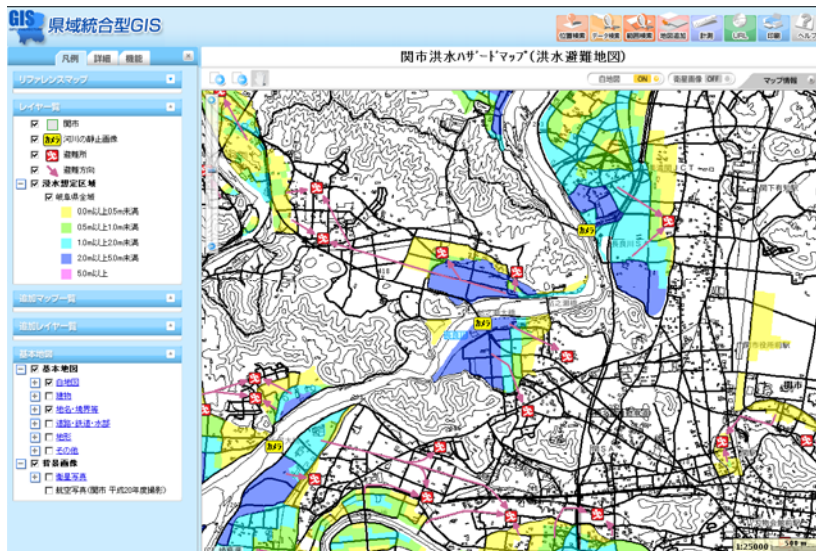 GIS 県域統合型GIS
位置検索 データ検索 範囲検索 地図追加 計測 URL 印刷 ヘルプ
凡例 詳細 機能
関市洪水ハザードマップ(洪水避難地図)
リファレンスマップ
白地図 ON 衛星画像 OFF マップ情報
レイヤ一覧
関市
カメラ 河川の静止画像
避難所
避難方向
浸水想定区域
岐阜県全域
0.0m以上0.5m未満
0.5m以上1.0m未満
1.0m以上2.0m未満
2.0m以上5.0m未満
5.0m以上
追加マップ一覧
追加レイヤ一覧
基本地図
基本地図
白地図
建物
地名・境界等
道路・鉄道・水部
地形
その他
背景画像
衛星写真
航空写真(関市 平成20年度撮影)
カメラ
カメラ
カメラ
関市
1:25000 500 m